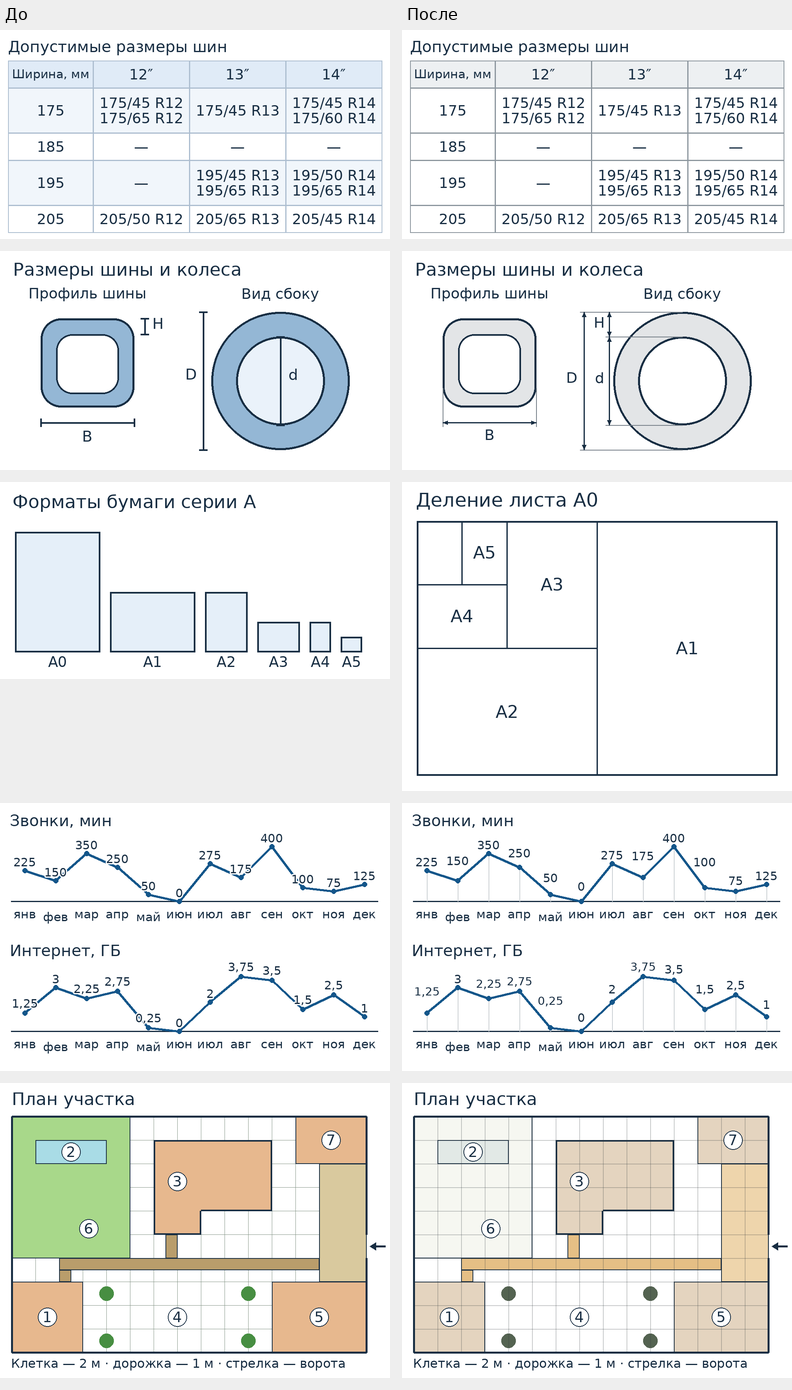 До
После
Допустимые размеры шин
Ширина, мм 12″ 13″ 14″
175 175/45 R12 175/65 R12 175/45 R13 175/45 R14 175/60 R14
185 — — —
195 — 195/45 R13 195/65 R13 195/50 R14 195/65 R14
205 205/50 R12 205/65 R13 205/45 R14
Допустимые размеры шин
Ширина, мм 12″ 13″ 14″
175 175/45 R12 175/65 R12 175/45 R13 175/45 R14 175/60 R14
185 — — —
195 — 195/45 R13 195/65 R13 195/50 R14 195/65 R14
205 205/50 R12 205/65 R13 205/45 R14
Размеры шины и колеса
Профиль шины Вид сбоку
H
D d
B
Размеры шины и колеса
Профиль шины Вид сбоку
H
D d
B
Форматы бумаги серии А
A0 A1 A2 A3 A4 A5
Деление листа А0
A5
A3
A4
A1
A2
Звонки, мин
225 150 350 250 50 0 275 175 400 100 75 125
янв фев мар апр май июн июл авг сен окт ноя дек
Интернет, ГБ
1,25 3 2,25 2,75 0,25 0 2 3,75 3,5 1,5 2,5 1
янв фев мар апр май июн июл авг сен окт ноя дек
Звонки, мин
225 150 350 250 50 0 275 175 400 100 75 125
янв фев мар апр май июн июл авг сен окт ноя дек
Интернет, ГБ
1,25 3 2,25 2,75 0,25 0 2 3,75 3,5 1,5 2,5 1
янв фев мар апр май июн июл авг сен окт ноя дек
План участка
7
2
3
6
1 4 5
Клетка — 2 м · дорожка — 1 м · стрелка — ворота
План участка
7
2
3
6
1 4 5
Клетка — 2 м · дорожка — 1 м · стрелка — ворота